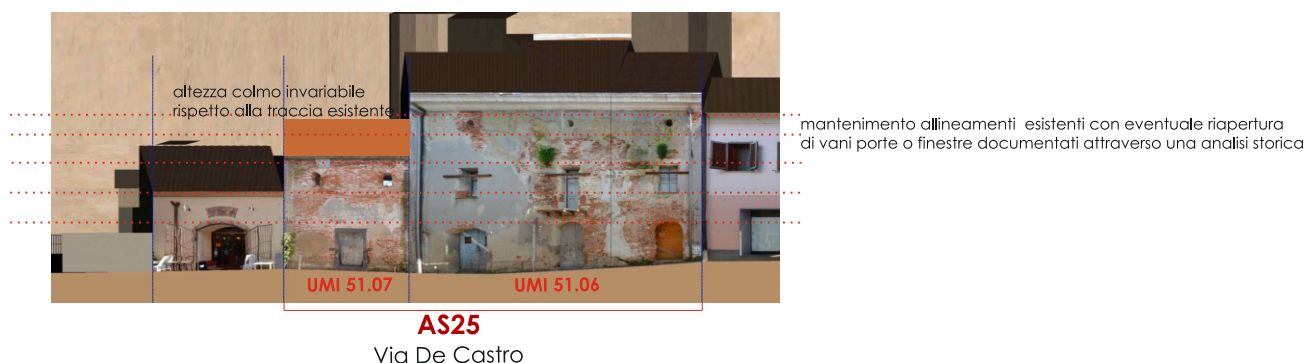 altezza colmo invariabile
rispetto alla traccia esistente
mantenimento allineamenti esistenti con eventuale riapertura
di vani porte o finestre documentati attraverso una analisi storica
UMI 51.07
UMI 51.06
AS25
Via De Castro